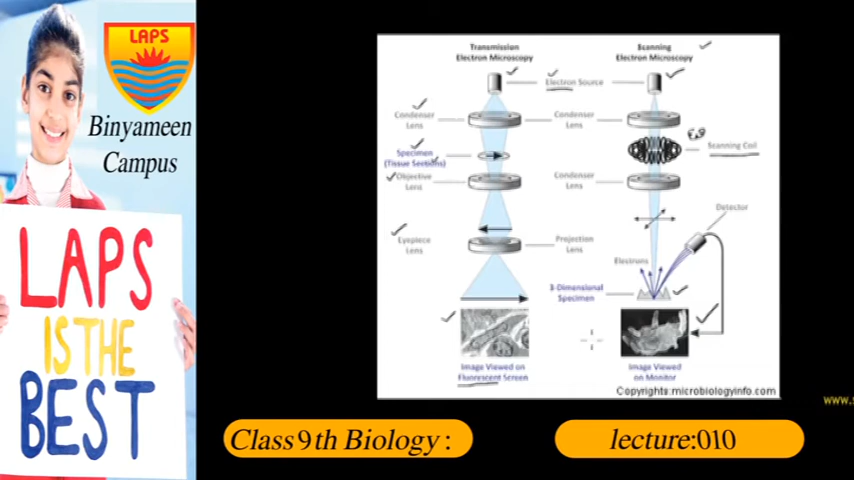 LAPS
Binyameen
Campus
LAPS
IS THE
BEST
Transmission
Electron Microscopy
Scanning
Electron Microscopy
Electron Source
Condenser
Lens
Condenser
Lens
Specimen
(Tissue Sections)
Scanning Coil
Objective
Lens
Condenser
Lens
Detector
Eyepiece
Lens
Projection
Lens
Electrons
3-Dimensional
Specimen
Image Viewed on
Fluorescent Screen
Image Viewed
on Monitor
Copyrights:microbiologyinfo.com
Class 9th Biology :
lecture:010